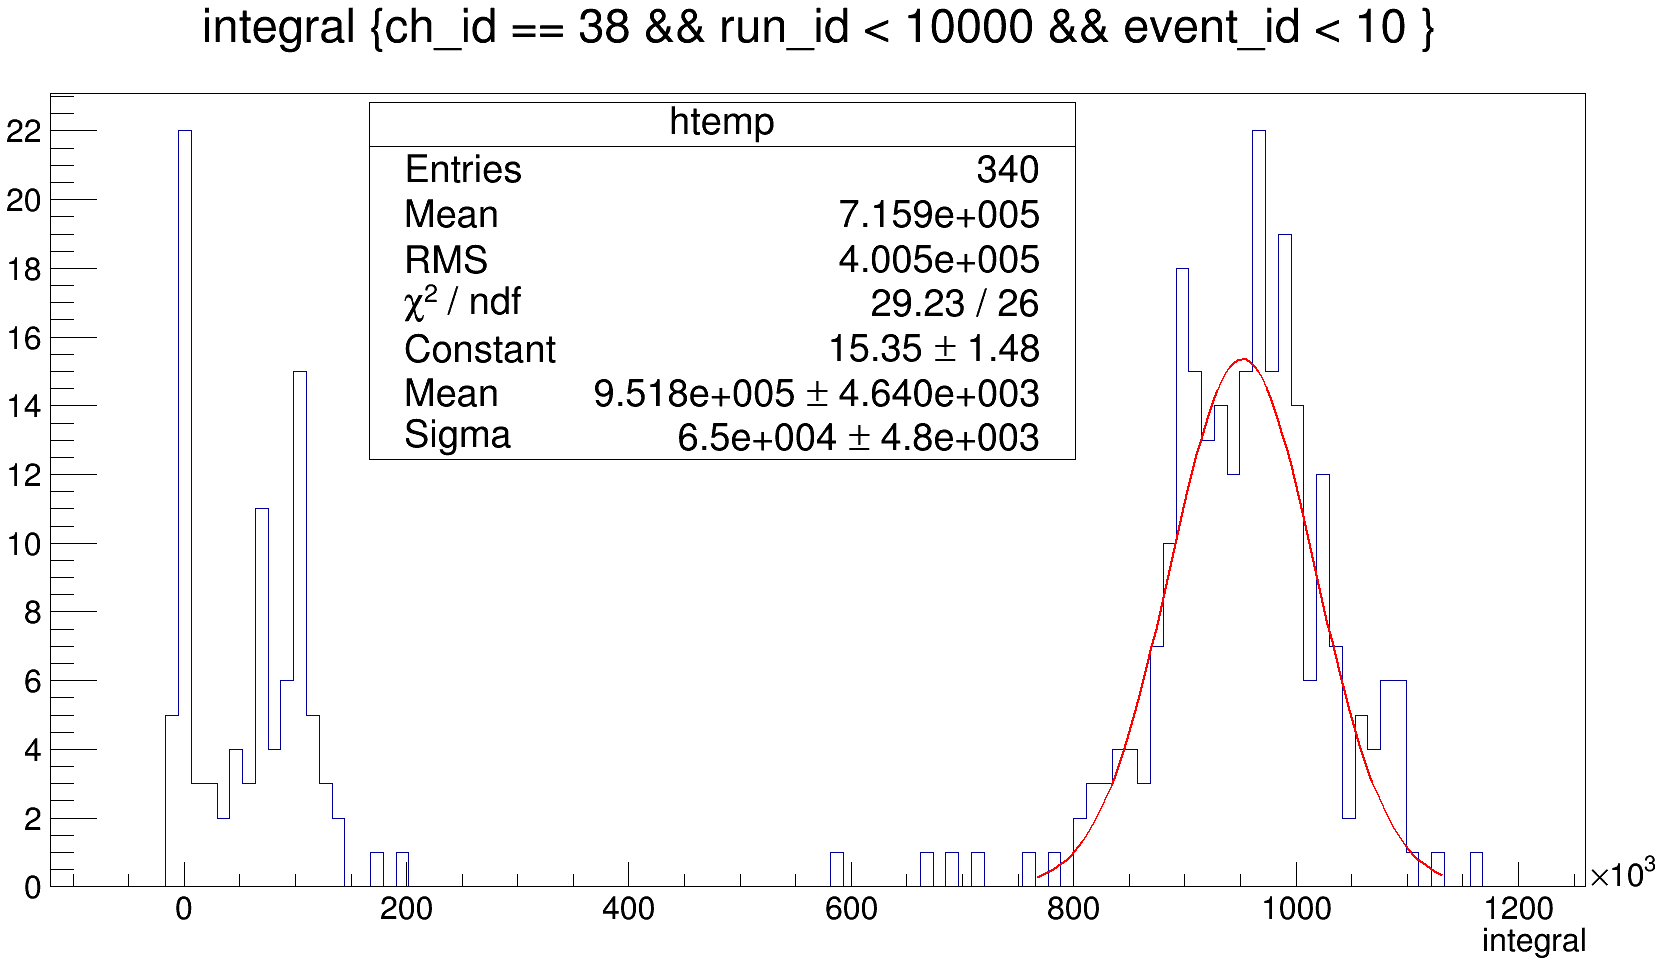 integral {ch_id == 38 && run_id < 10000 && event_id < 10 }
htemp
Entries 340
Mean 7.159e+005
RMS 4.005e+005
χ² / ndf 29.23 / 26
Constant 15.35 ± 1.48
Mean 9.518e+005 ± 4.640e+003
Sigma 6.5e+004 ± 4.8e+003
22
20
18
16
14
12
10
8
6
4
2
0
0 200 400 600 800 1000 1200
×10³
integral